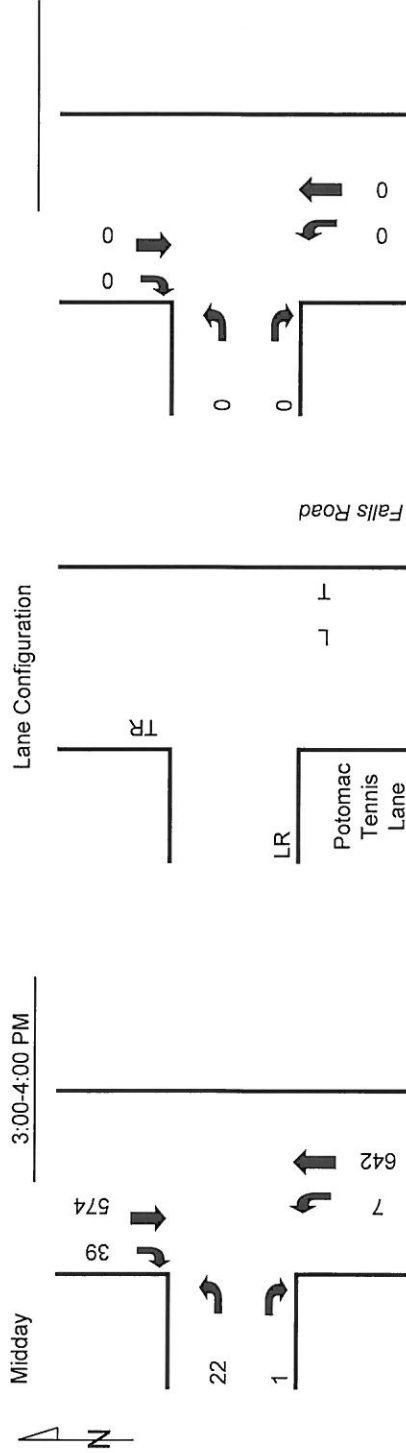 N
Midday
3:00-4:00 PM
39
574
22
1
7
642
Lane Configuration
TR
LR
L
T
Potomac
Tennis
Lane
Falls Road
0
0
0
0
0
0